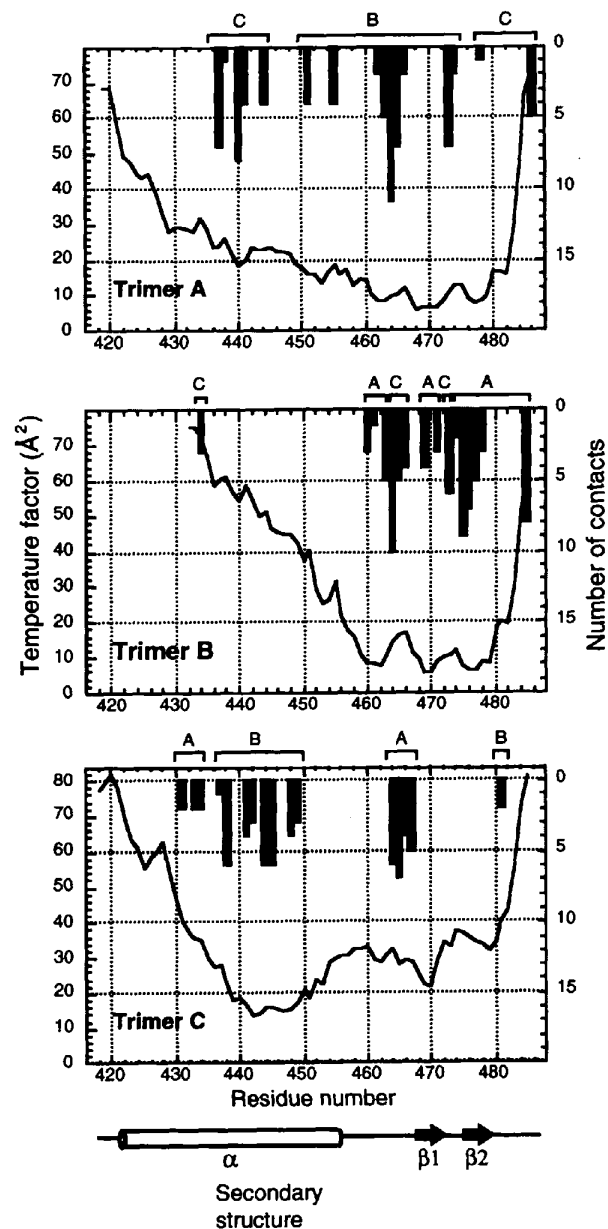 C B C
70
60
50
40
30
20
10
0
0
5
10
15
Trimer A
420 430 440 450 460 470 480
C A C A C A
70
60
50
40
30
20
10
0
0
5
10
15
Trimer B
420 430 440 450 460 470 480
Temperature factor (Å²)
Number of contacts
A B A B
80
70
60
50
40
30
20
10
0
0
5
10
15
Trimer C
420 430 440 450 460 470 480
Residue number
α β1 β2
Secondary
structure